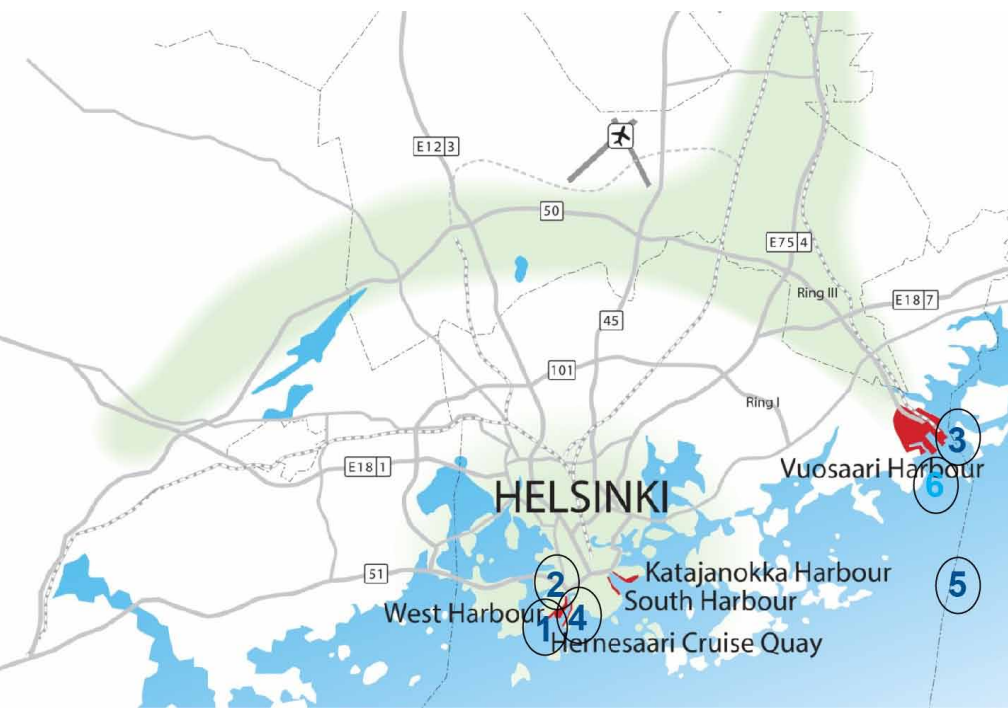 E12 3
50
E75 4
Ring III
E18 7
45
101
Ring I
3
Vuosaari Harbour
6
E18 1
HELSINKI
51
2
Katajanokka Harbour
5
West Harbour
South Harbour
1
4
Hernesaari Cruise Quay